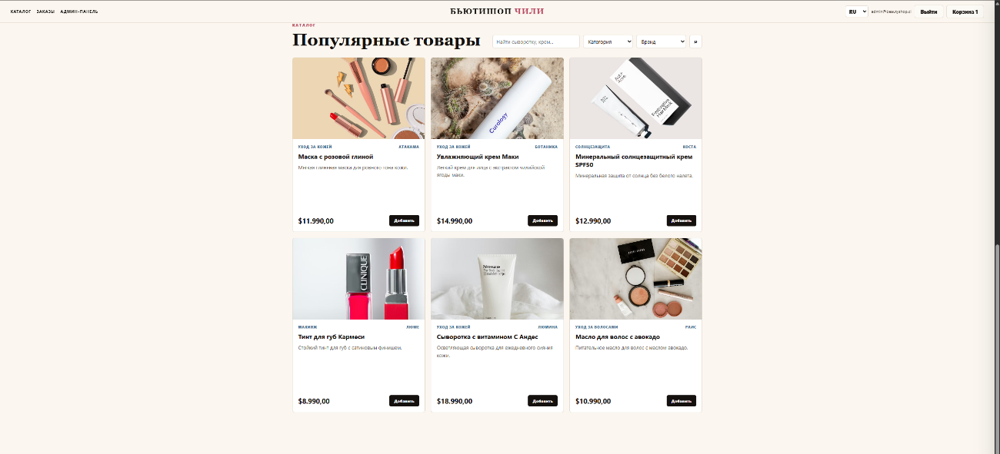 КАТАЛОГ ЗАКАЗЫ АДМИН-ПАНЕЛЬ
БЬЮТИШОП ЧИЛИ
RU
admin@beautyshop.cl
Выйти
Корзина 1
КАТАЛОГ
Популярные товары
Найти сыворотку, крем...
Категория
Бренд
Curology
УХОД ЗА КОЖЕЙ АТАКАМА
Маска с розовой глиной
Мягкая глиняная маска для ровного тона кожи.
$11.990,00 Добавить
УХОД ЗА КОЖЕЙ БОТАНИКА
Увлажняющий крем Маки
Легкий крем для лица с экстрактом чилийской
ягоды маки.
$14.990,00 Добавить
СОЛНЦЕЗАЩИТА КОСТА
Минеральный солнцезащитный крем
SPF50
Минеральная защита от солнца без белого налета.
$12.990,00 Добавить
CLINIQUE
МАКИЯЖ ЛЮМЕ
Тинт для губ Кармеси
Стойкий тинт для губ с сатиновым финишем.
$8.990,00 Добавить
УХОД ЗА КОЖЕЙ ЛЮМИНА
Сыворотка с витамином C Андес
Осветляющая сыворотка для ежедневного сияния
кожи.
$18.990,00 Добавить
УХОД ЗА ВОЛОСАМИ РАИС
Масло для волос с авокадо
Питательное масло для волос с маслом авокадо.
$10.990,00 Добавить